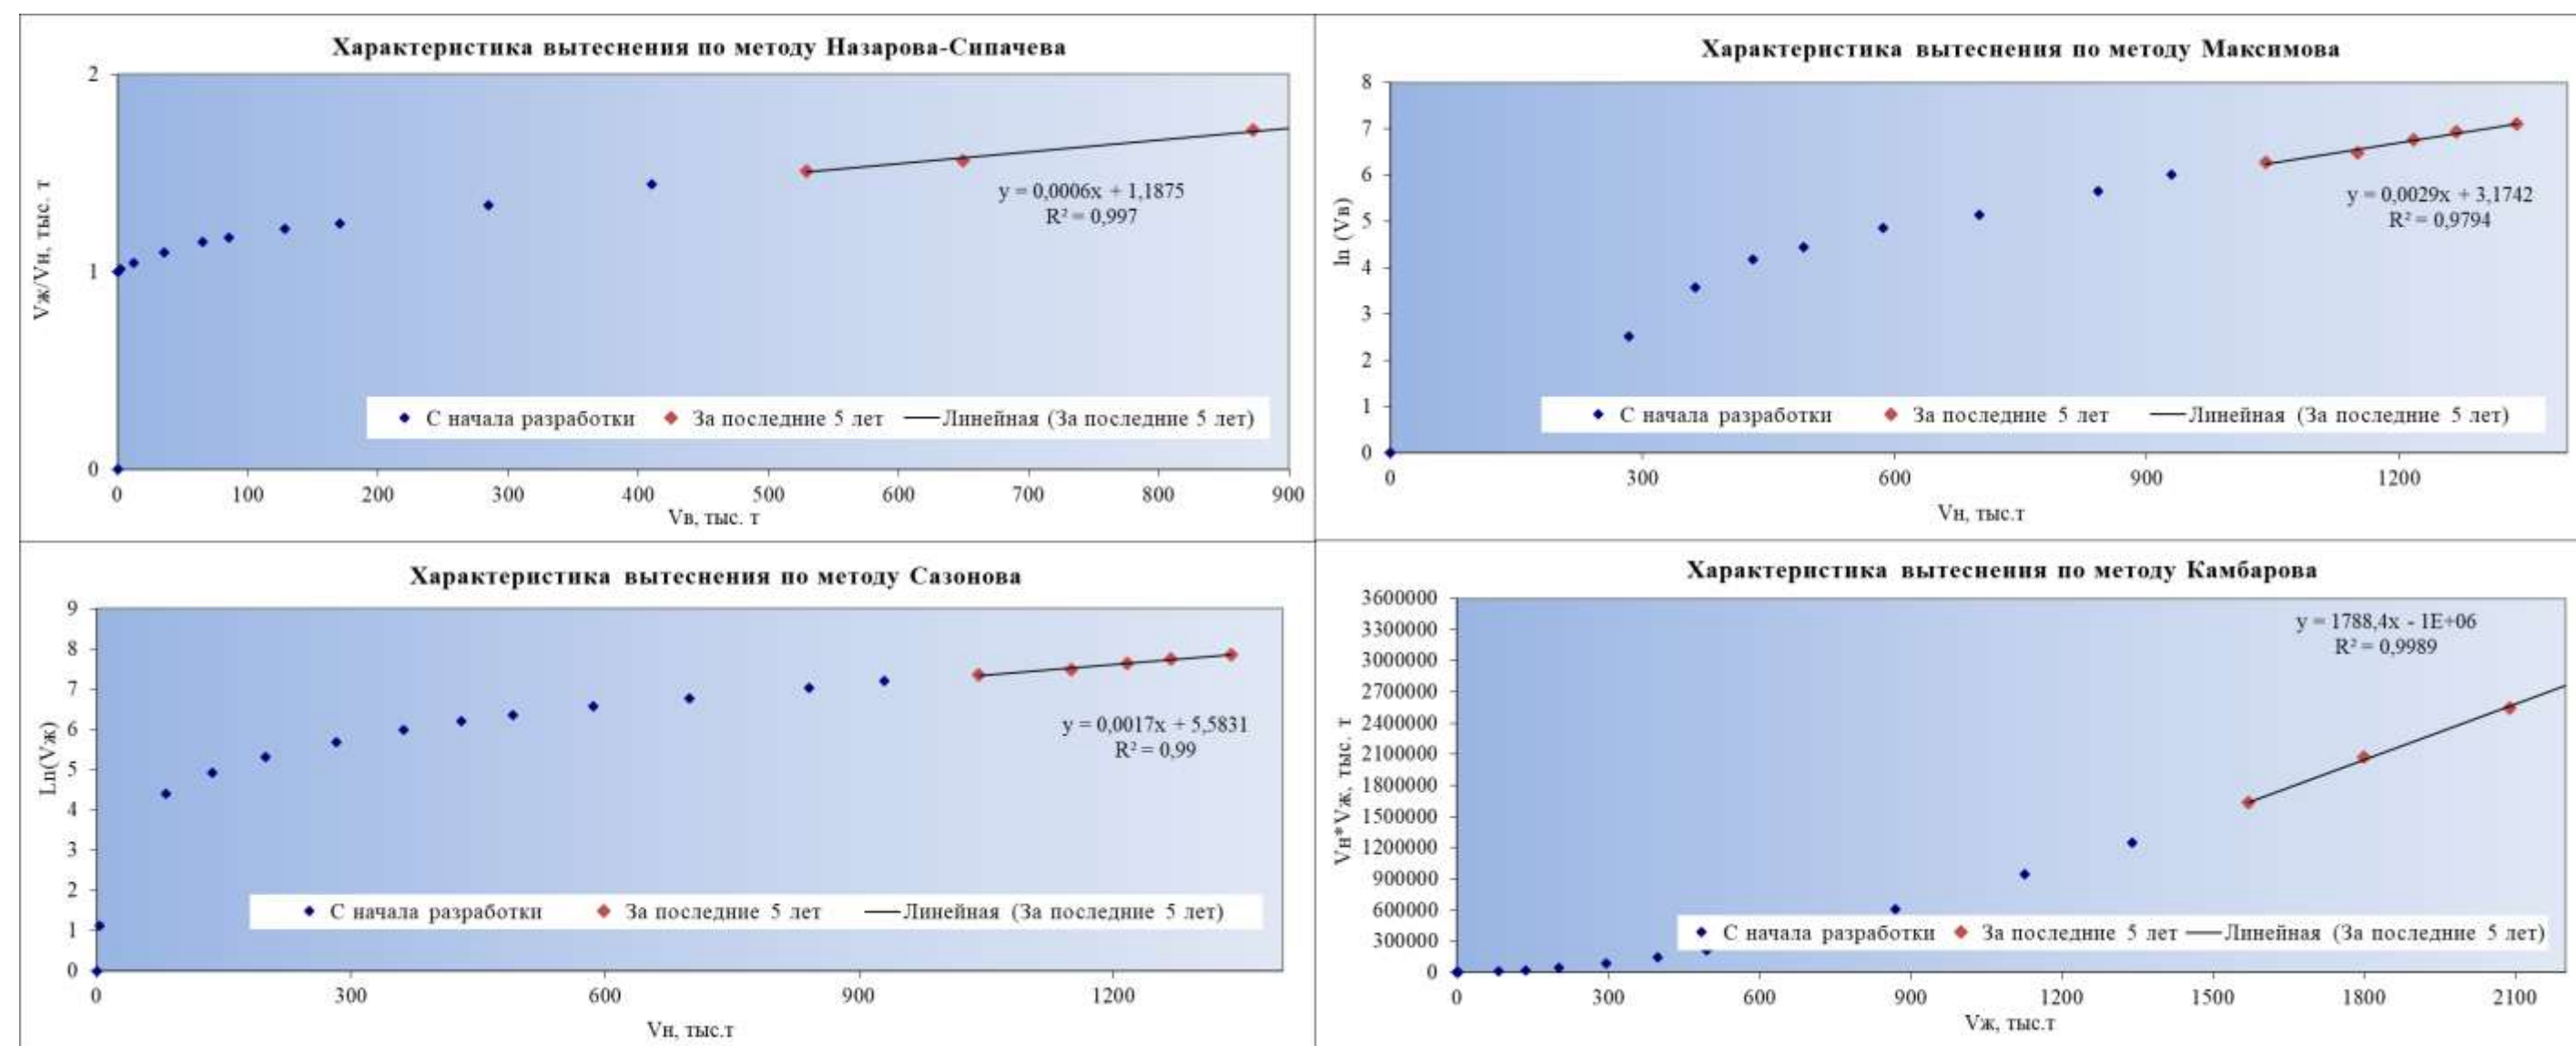 Характеристика вытеснения по методу Назарова-Сипачева
2
1
0
Vж/Vн, тыс. т
y = 0,0006x + 1,1875
R² = 0,997
С начала разработки За последние 5 лет Линейная (За последние 5 лет)
0 100 200 300 400 500 600 700 800 900
Vв, тыс. т
Характеристика вытеснения по методу Максимова
8
7
6
5
4
3
2
1
0
ln (Vв)
y = 0,0029x + 3,1742
R² = 0,9794
С начала разработки За последние 5 лет Линейная (За последние 5 лет)
0 300 600 900 1200
Vн, тыс.т
Характеристика вытеснения по методу Сазонова
9
8
7
6
5
4
3
2
1
0
Ln(Vж)
y = 0,0017x + 5,5831
R² = 0,99
С начала разработки За последние 5 лет Линейная (За последние 5 лет)
0 300 600 900 1200
Vн, тыс.т
Характеристика вытеснения по методу Камбарова
3600000
3300000
3000000
2700000
2400000
2100000
1800000
1500000
1200000
900000
600000
300000
0
Vн*Vж, тыс. т
y = 1788,4x - 1E+06
R² = 0,9989
С начала разработки За последние 5 лет Линейная (За последние 5 лет)
0 300 600 900 1200 1500 1800 2100
Vж, тыс.т